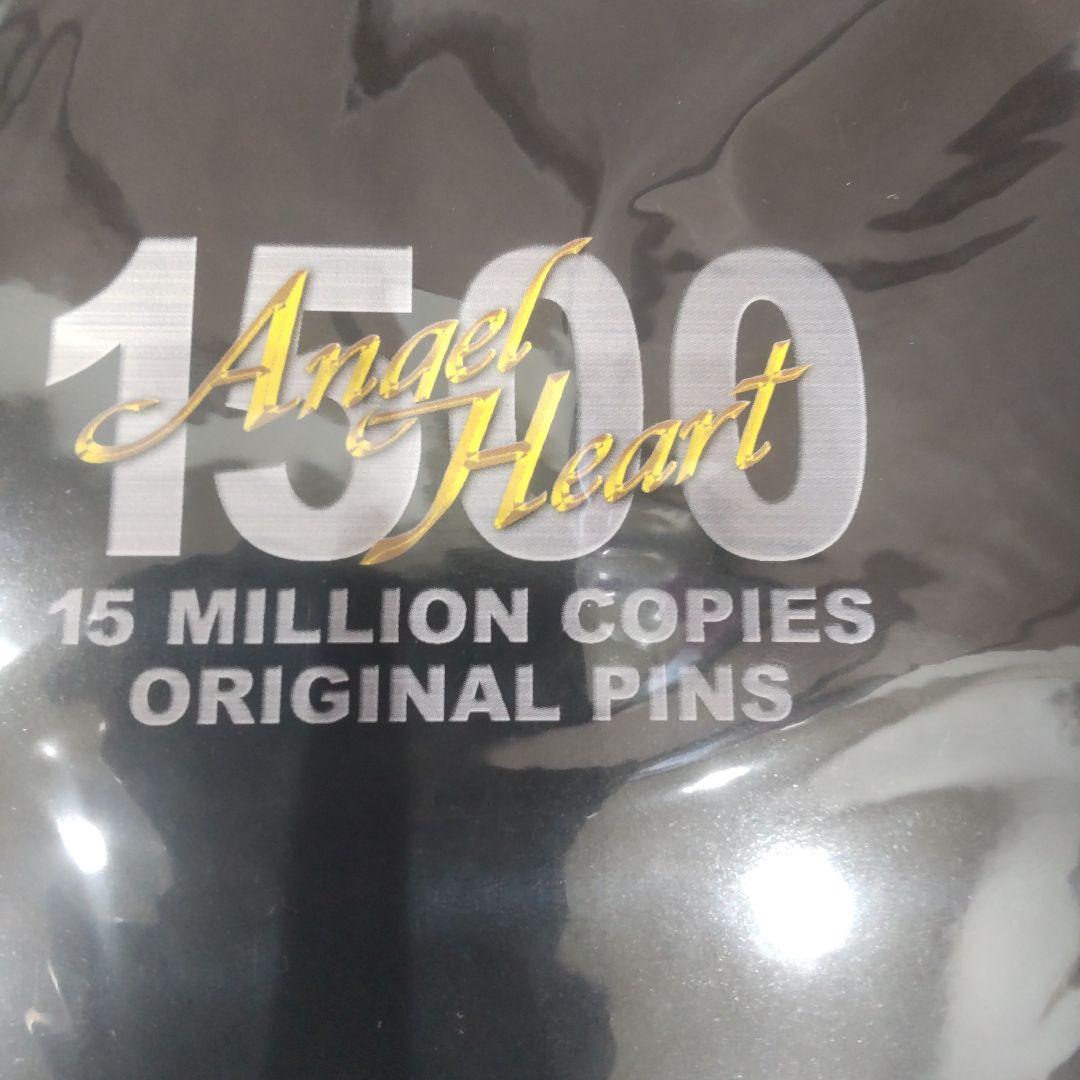 1500
Angel
Heart
15 MILLION COPIES
ORIGINAL PINS